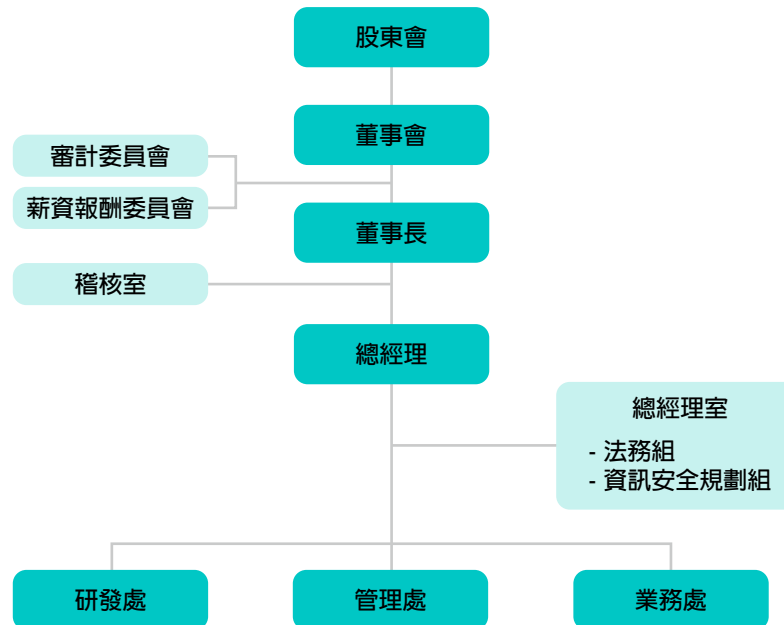 股東會
董事會
審計委員會
薪資報酬委員會
董事長
稽核室
總經理
總經理室
- 法務組
- 資訊安全規劃組
研發處
管理處
業務處